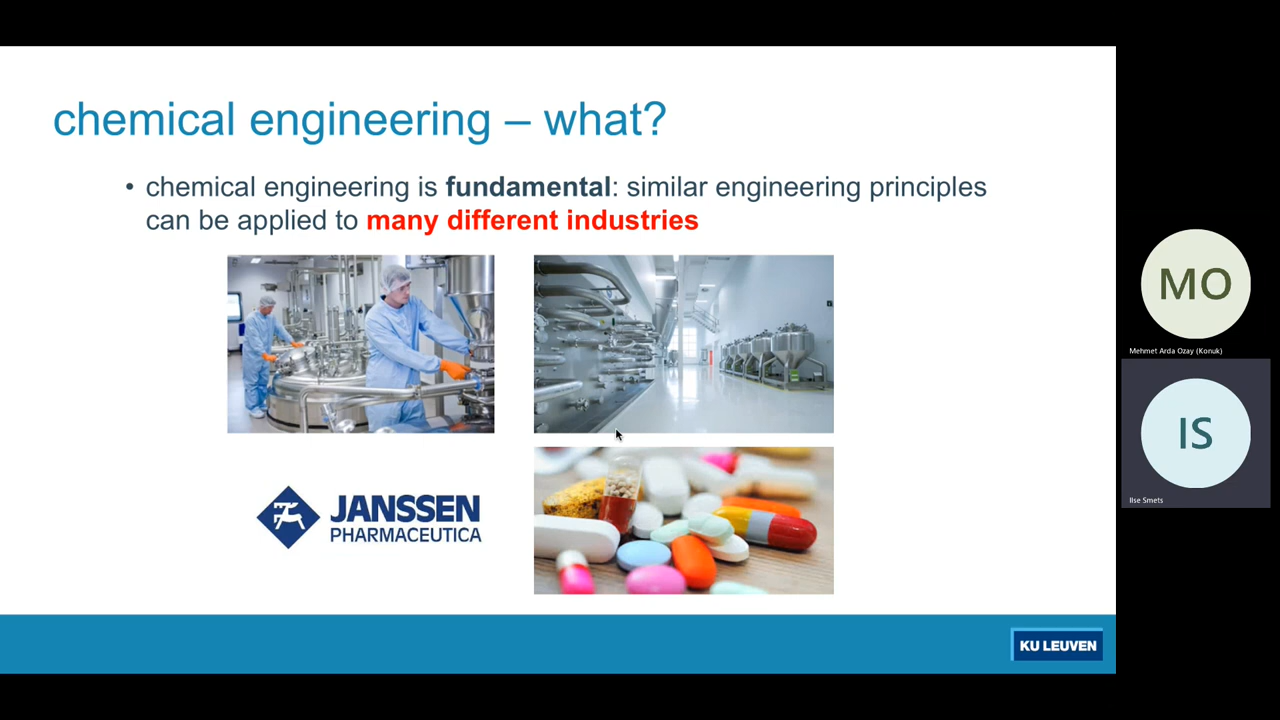 chemical engineering – what?
• chemical engineering is fundamental: similar engineering principles
can be applied to many different industries
JANSSEN
PHARMACEUTICA
KU LEUVEN
MO
Mehmet Arda Ozay (Konuk)
IS
Ilse Smets